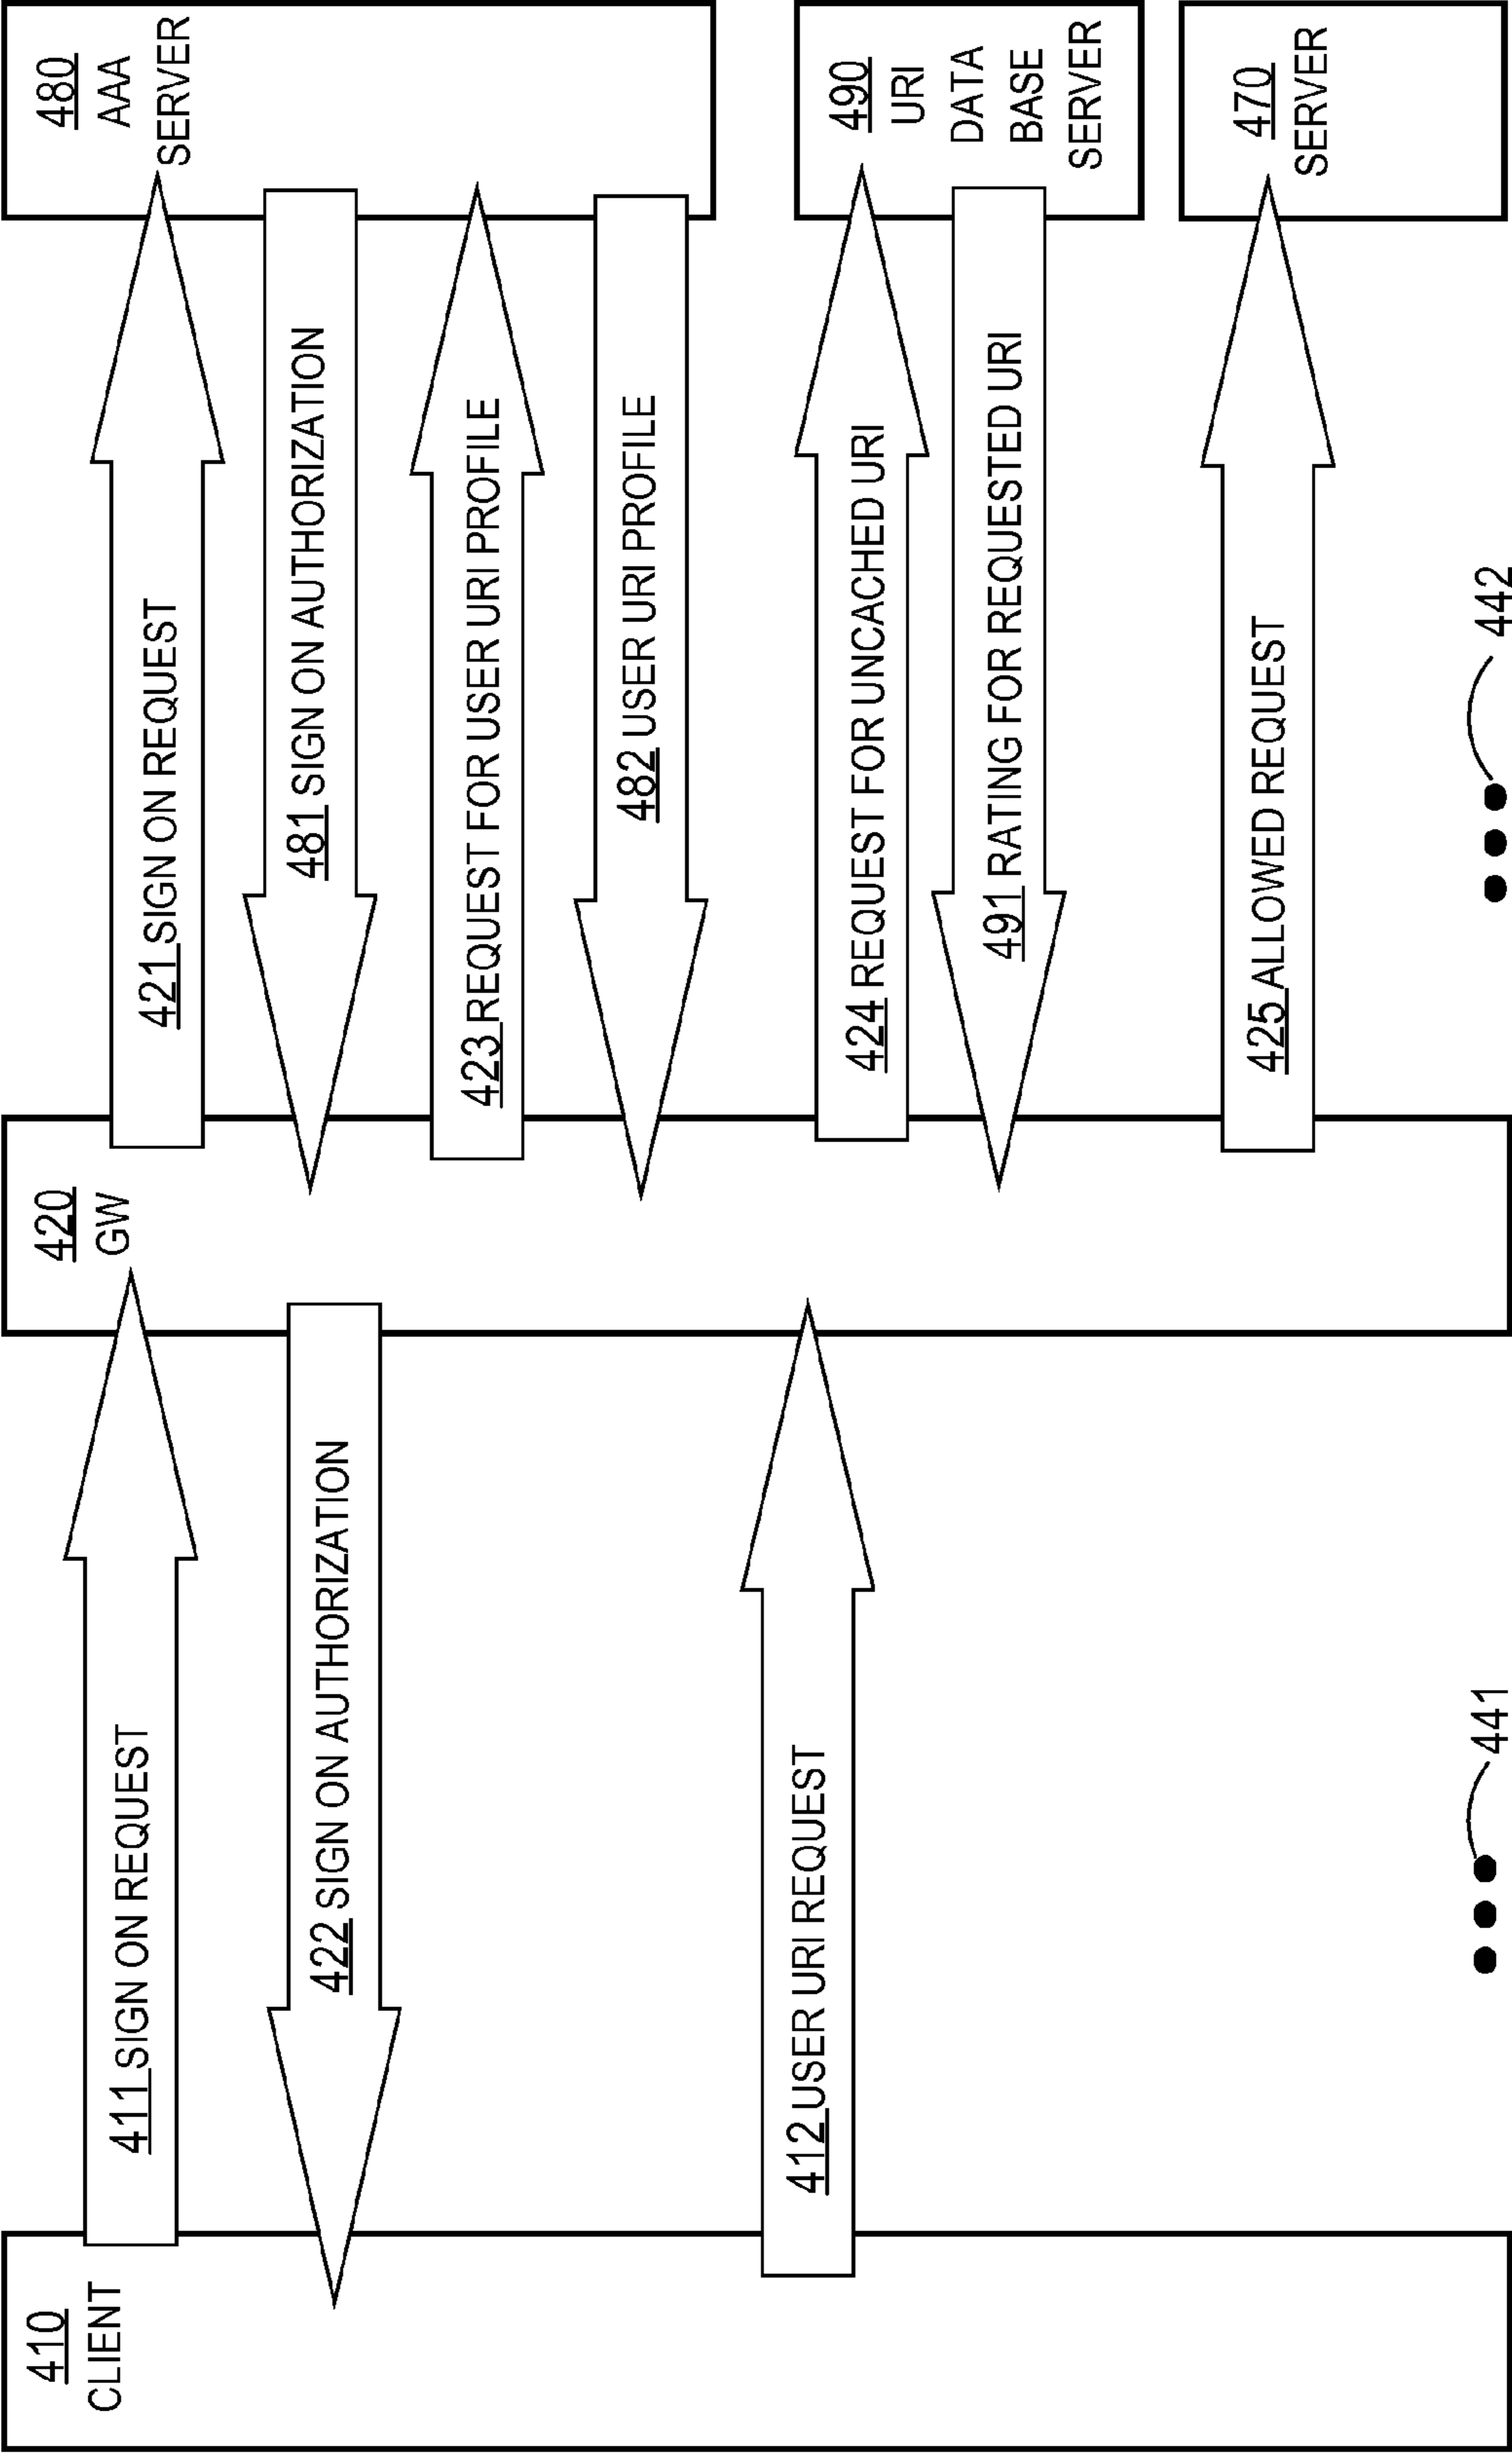 410
CLIENT
420
GW
480
AAA
SERVER
411 SIGN ON REQUEST
421 SIGN ON REQUEST
481 SIGN ON AUTHORIZATION
422 SIGN ON AUTHORIZATION
423 REQUEST FOR USER URI PROFILE
482 USER URI PROFILE
412 USER URI REQUEST
490
URI
DATA
BASE
SERVER
424 REQUEST FOR UNCACHED URI
491 RATING FOR REQUESTED URI
470
SERVER
425 ALLOWED REQUEST
441
442